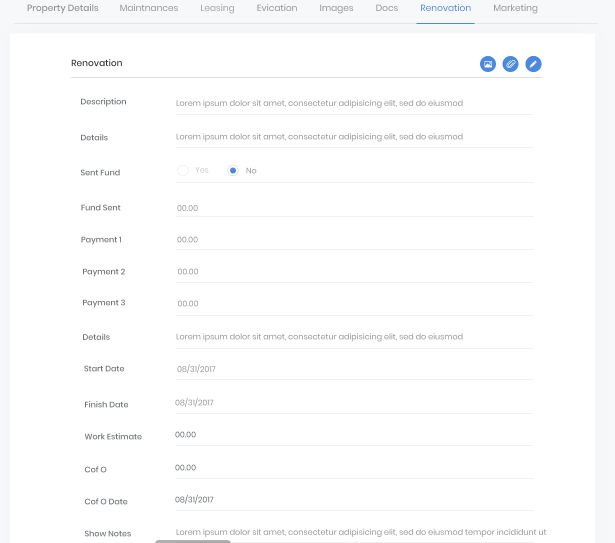 Property Details Maintnances Leasing Evication Images Docs Renovation Marketing
Renovation
Description Lorem ipsum dolor sit amet, consectetur adipisicing elit, sed do eiusmod
Details Lorem ipsum dolor sit amet, consectetur adipisicing elit, sed do eiusmod
Sent Fund Yes No
Fund Sent 00.00
Payment 1 00.00
Payment 2 00.00
Payment 3 00.00
Details Lorem ipsum dolor sit amet, consectetur adipisicing elit, sed do eiusmod
Start Date 08/31/2017
Finish Date 08/31/2017
Work Estimate 00.00
Cof O 00.00
Cof O Date 08/31/2017
Show Notes Lorem ipsum dolor sit amet, consectetur adipisicing elit, sed do eiusmod tempor incididunt ut